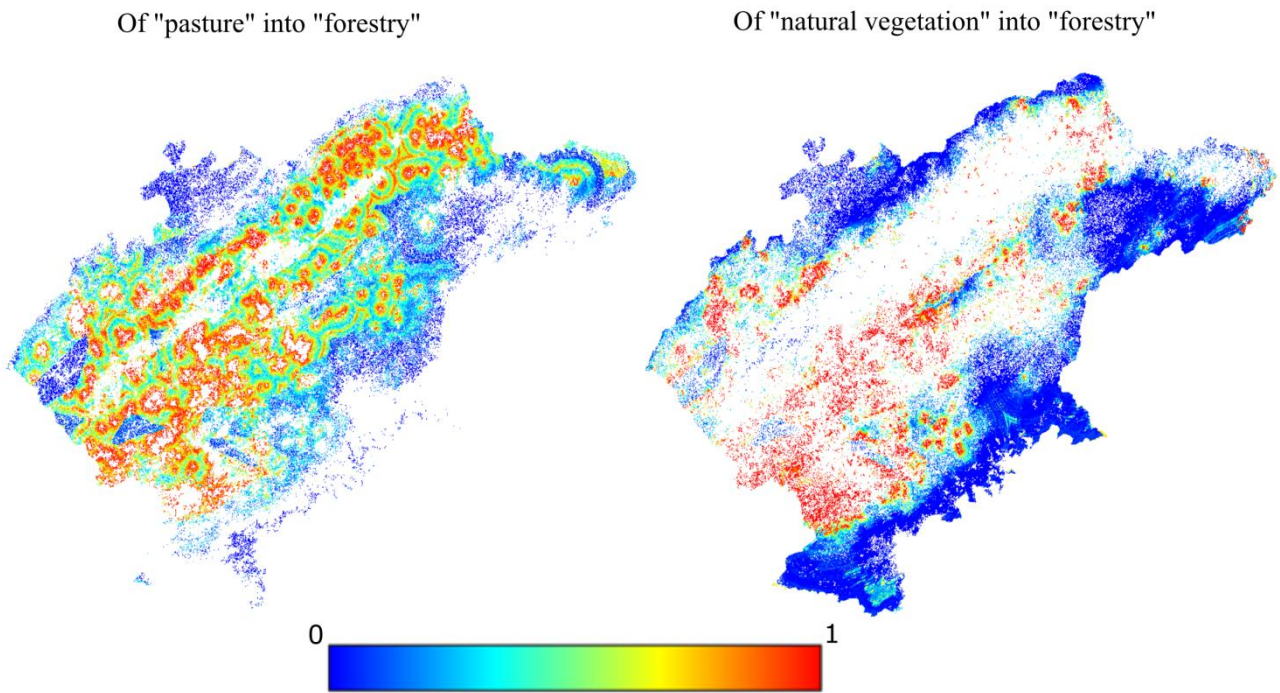 Of "pasture" into "forestry"
Of "natural vegetation" into "forestry"
0
1